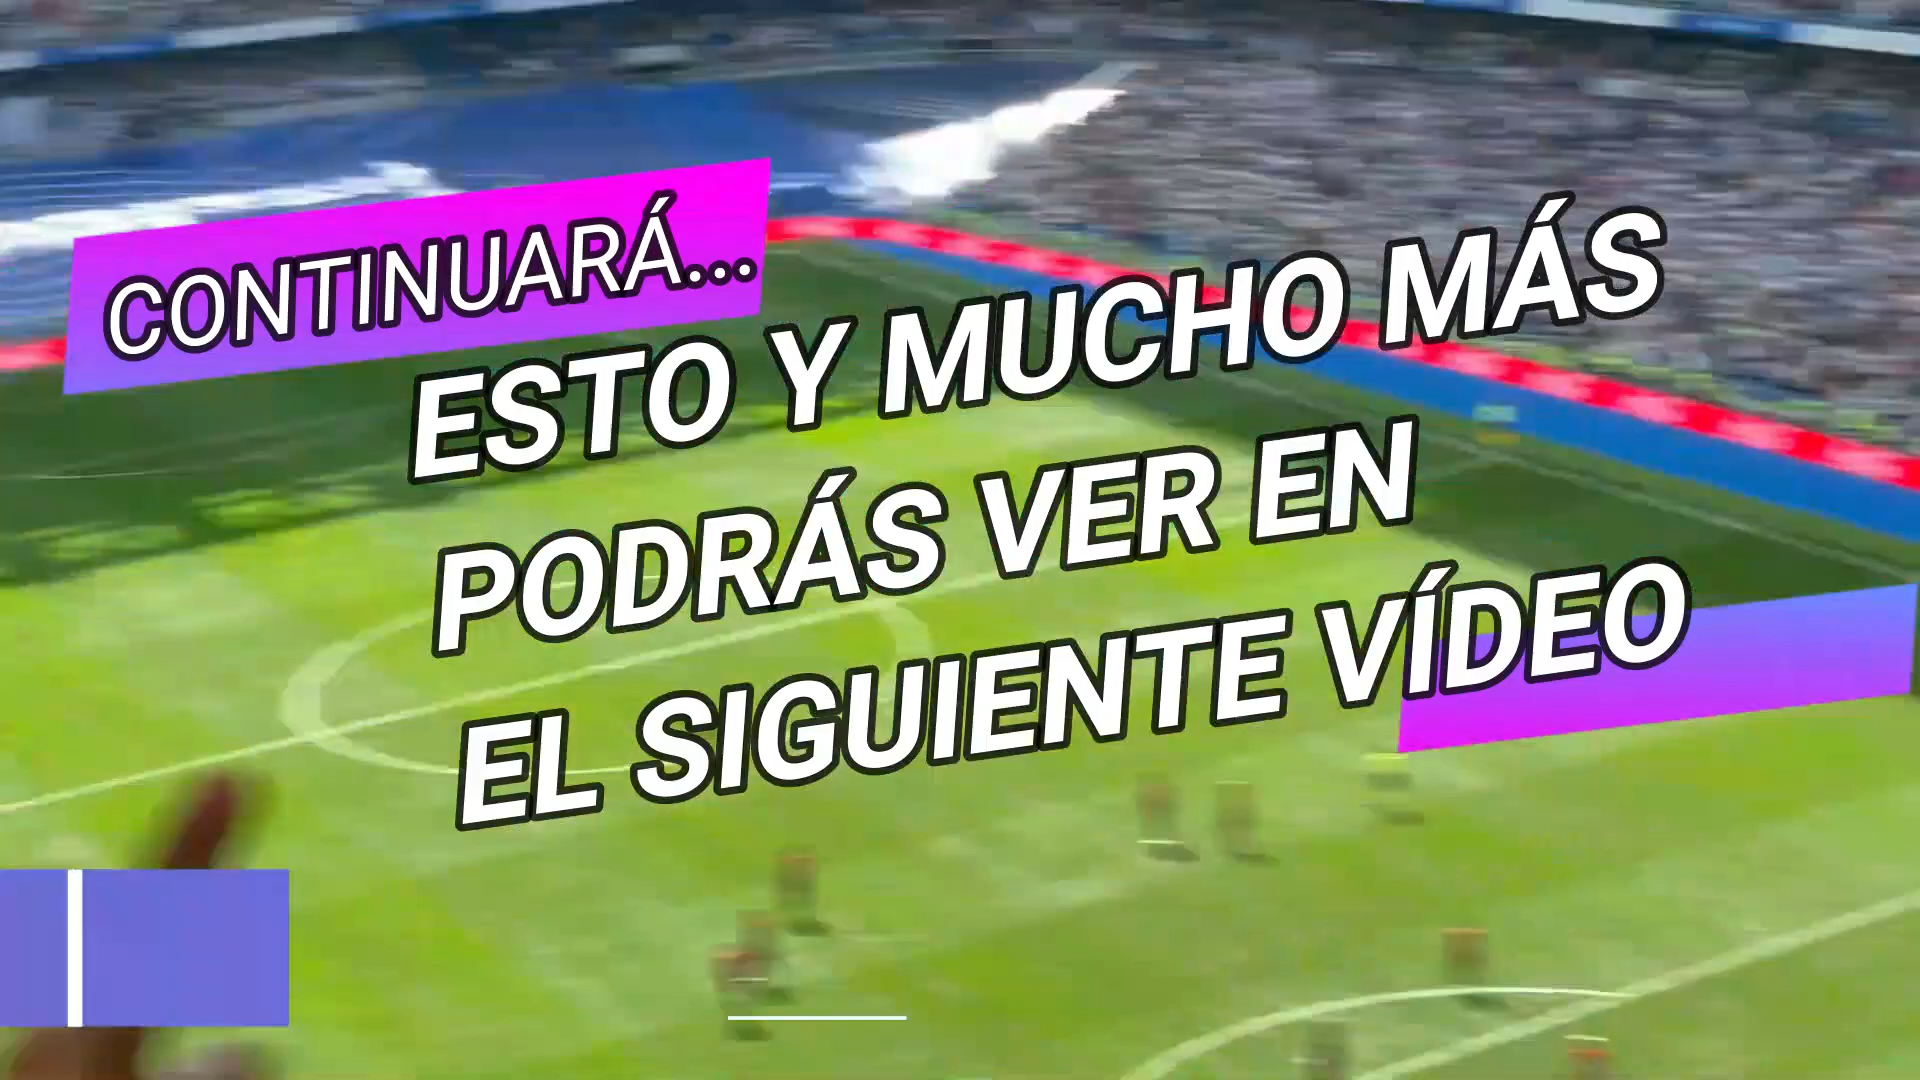 CONTINUARÁ...
ESTO Y MUCHO MÁS
PODRÁS VER EN
EL SIGUIENTE VÍDEO